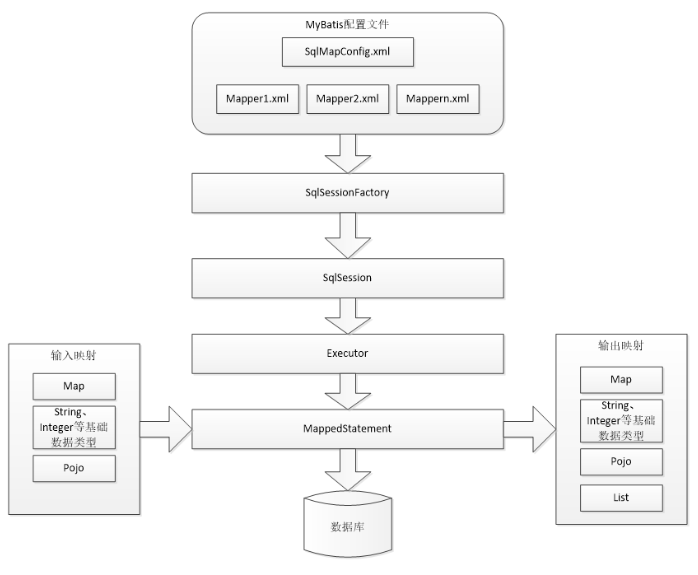 MyBatis配置文件
SqlMapConfig.xml
Mapper1.xml
Mapper2.xml
Mappern.xml
SqlSessionFactory
SqlSession
Executor
输入映射
Map
String、
Integer等基础
数据类型
Pojo
MappedStatement
输出映射
Map
String、
Integer等基础
数据类型
Pojo
List
数据库